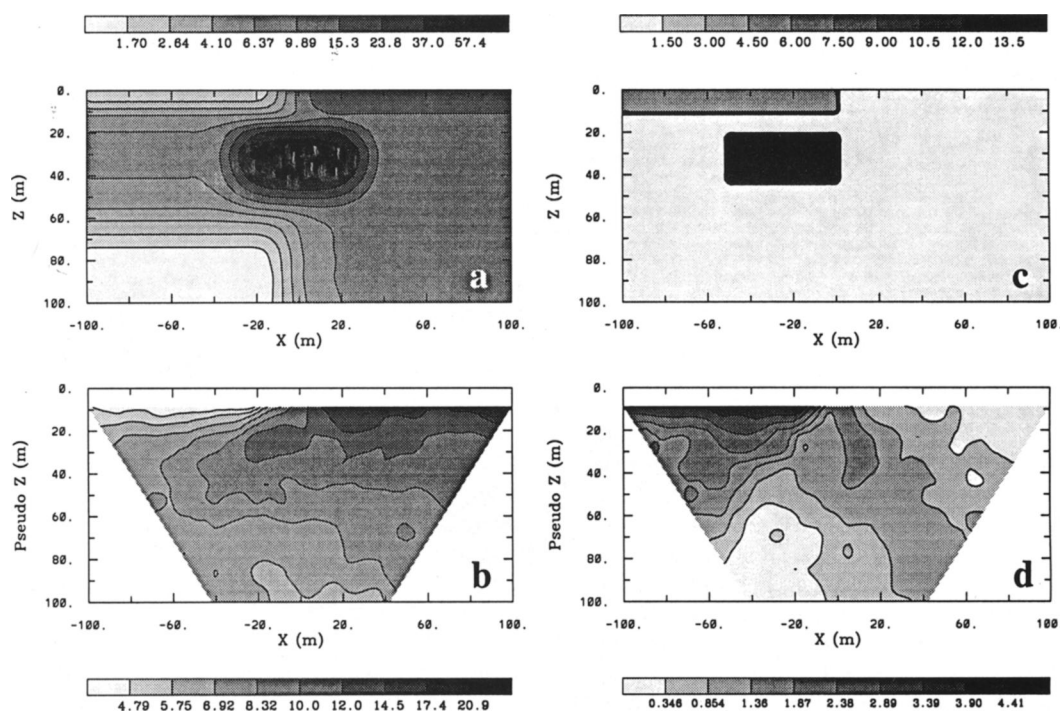 1.70 2.64 4.10 6.37 9.89 15.3 23.8 37.0 57.4
1.50 3.00 4.50 6.00 7.50 9.00 10.5 12.0 13.5
0.
20.
40.
60.
80.
100.
Z (m)
a
-100. -60. -20. 20. 60. 100.
X (m)
0.
20.
40.
60.
80.
100.
Z (m)
c
-100. -60. -20. 20. 60. 100.
X (m)
0.
20.
40.
60.
80.
100.
Pseudo Z (m)
b
-100. -60. -20. 20. 60. 100.
X (m)
0.
20.
40.
60.
80.
100.
Pseudo Z (m)
d
-100. -60. -20. 20. 60. 100.
X (m)
4.79 5.75 6.92 8.32 10.0 12.0 14.5 17.4 20.9
0.346 0.854 1.36 1.87 2.38 2.89 3.39 3.90 4.41